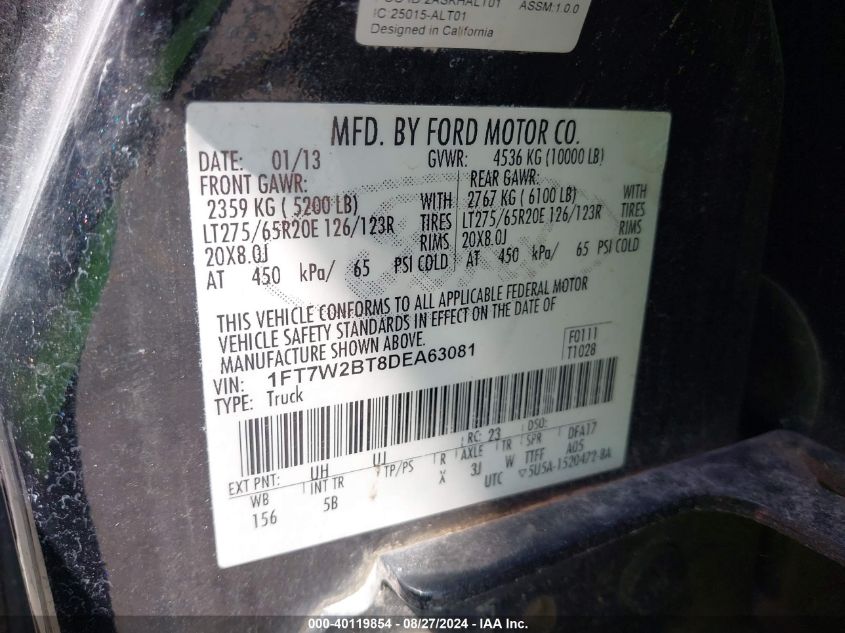 IC:25015-ALT01
ASSM:1.0.0
Designed in California
MFD. BY FORD MOTOR CO.
DATE: 01/13 GVWR: 4536 KG (10000 LB)
FRONT GAWR: REAR GAWR:
2359 KG ( 5200 LB) WITH 2767 KG ( 6100 LB) WITH
LT275/65R20E 126/123R TIRES LT275/65R20E 126/123R TIRES
20X8.0J RIMS 20X8.0J RIMS
AT 450 kPa/ 65 PSI COLD AT 450 kPa/ 65 PSI COLD
THIS VEHICLE CONFORMS TO ALL APPLICABLE FEDERAL MOTOR
VEHICLE SAFETY STANDARDS IN EFFECT ON THE DATE OF
MANUFACTURE SHOWN ABOVE.
F0111
T1028
VIN: 1FT7W2BT8DEA63081
TYPE: Truck
EXT PNT: UH UI RC: 23 DSO:
WB INT TR TP/PS R AXLE TR SPR DFA17
156 5B X 3J W TTFF A05
UTC ▽5U5A-1520472-BA
000-40119854 - 08/27/2024 - IAA Inc.